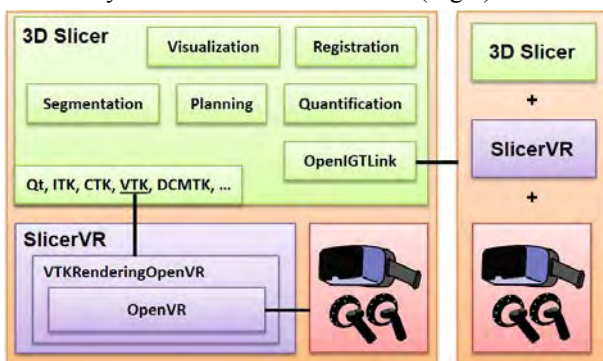 3D Slicer
Visualization
Registration
Segmentation
Planning
Quantification
OpenIGTLink
Qt, ITK, CTK, VTK, DCMTK, ...
SlicerVR
VTKRenderingOpenVR
OpenVR
3D Slicer
+
SlicerVR
+